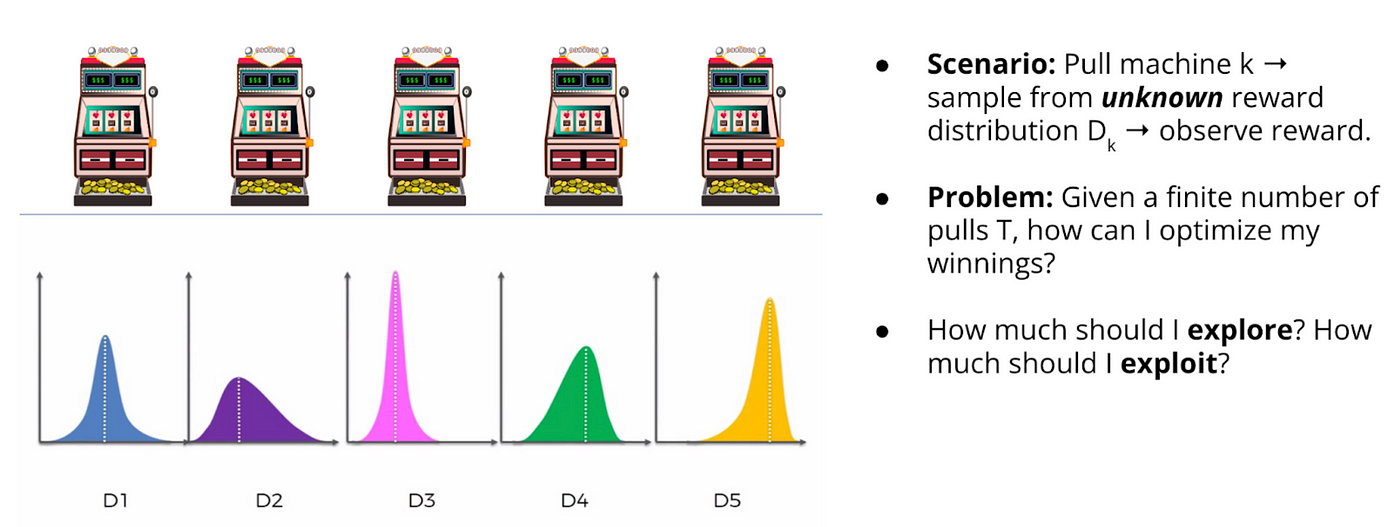 $$$ $$$
$$$ $$$
$$$ $$$
$$$ $$$
$$$ $$$
D1
D2
D3
D4
D5
● Scenario: Pull machine k →
sample from unknown reward
distribution Dk → observe reward.
● Problem: Given a finite number of
pulls T, how can I optimize my
winnings?
● How much should I explore? How
much should I exploit?